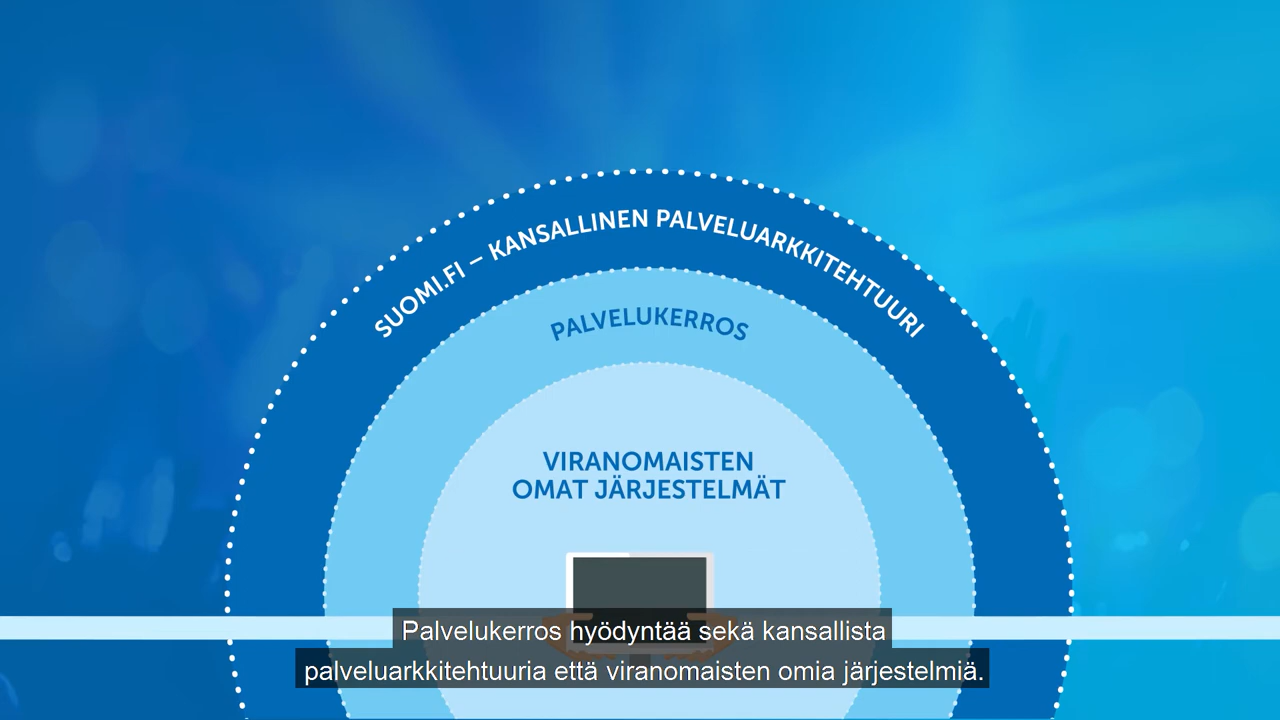 SUOMI.FI – KANSALLINEN PALVELUARKKITEHTUURI
PALVELUKERROS
VIRANOMAISTEN
OMAT JÄRJESTELMÄT
Palvelukerros hyödyntää sekä kansallista
palveluarkkitehtuuria että viranomaisten omia järjestelmiä.